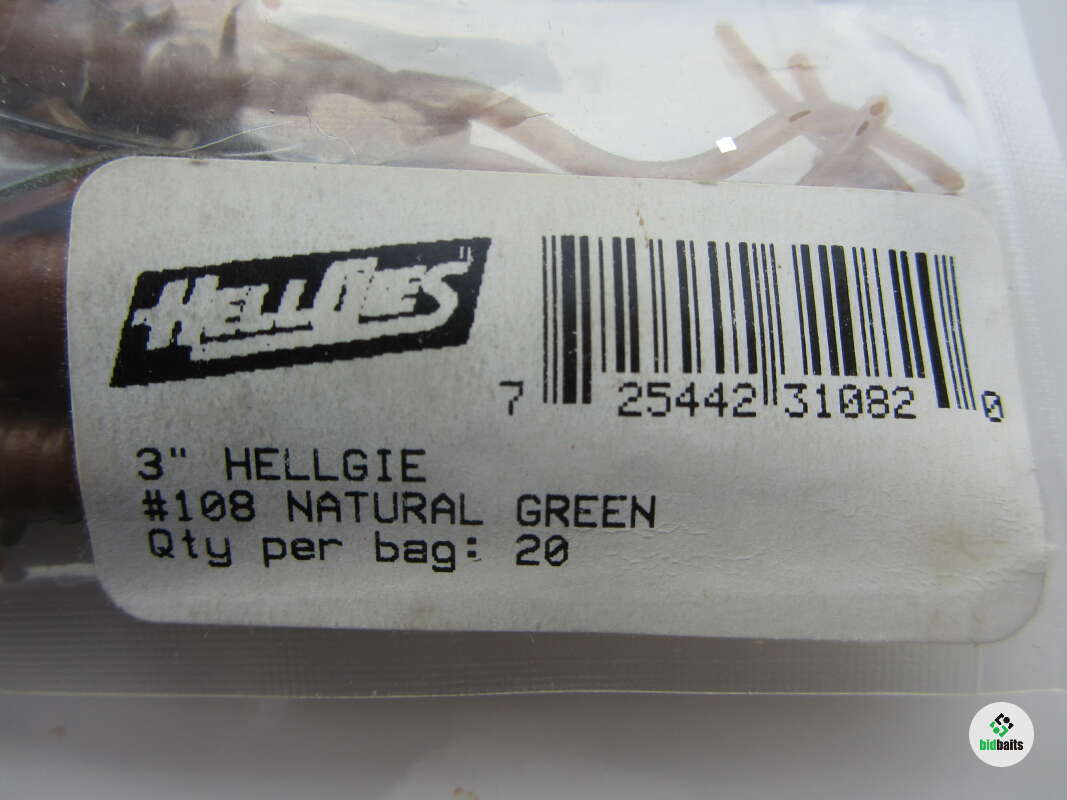 HELLGIES
7 25442 31082 0
3" HELLGIE
#108 NATURAL GREEN
Qty per bag: 20
bidbaits